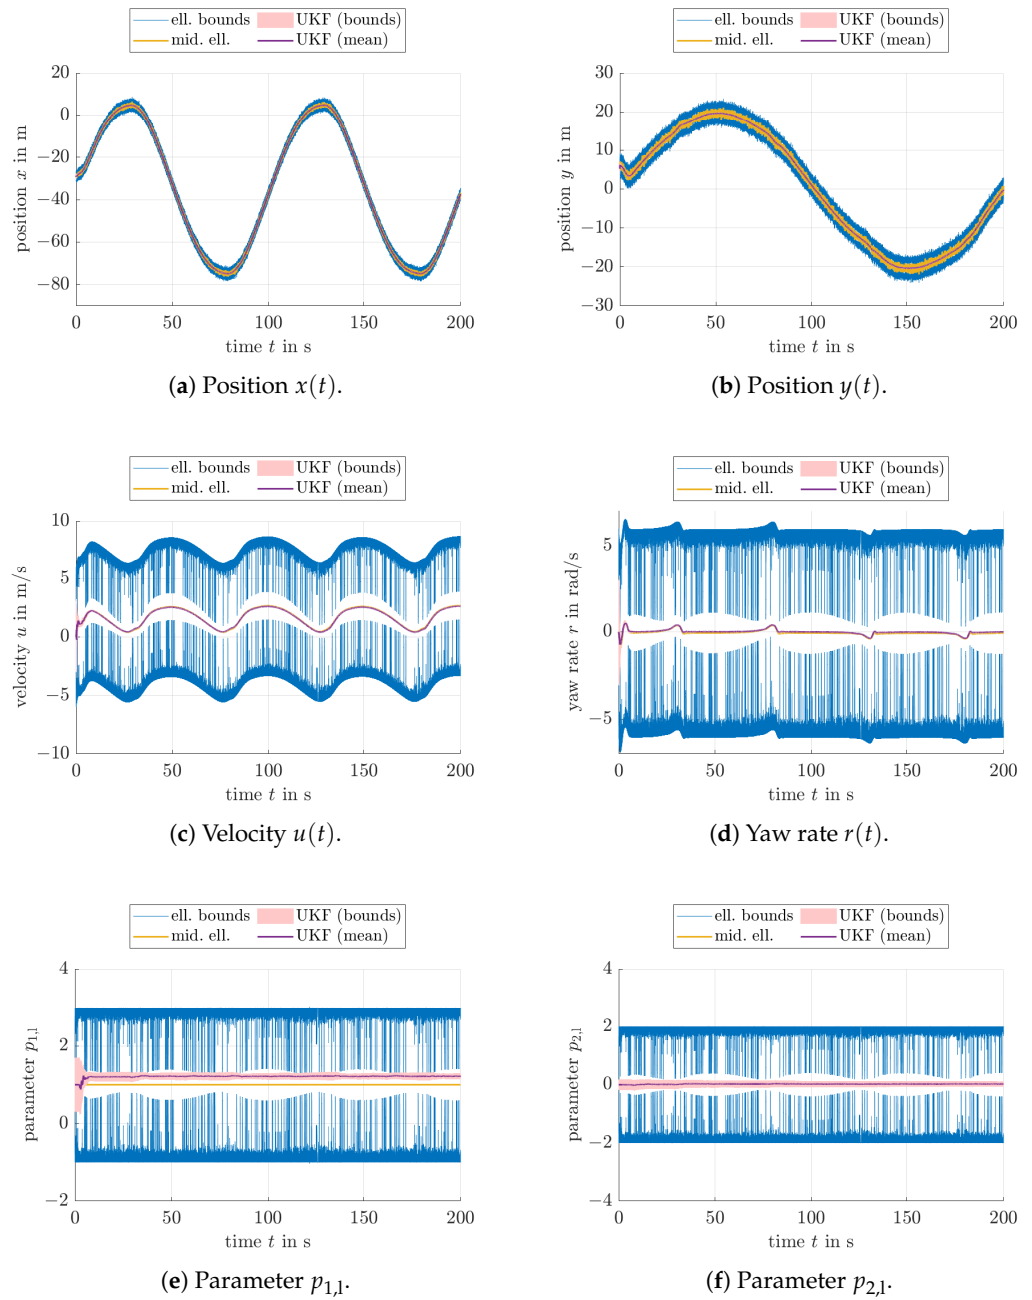 ell. bounds UKF (bounds)
mid. ell. UKF (mean)
20
0
−20
−40
−60
−80
position x in m
0 50 100 150 200
time t in s
(a) Position x(t).
ell. bounds UKF (bounds)
mid. ell. UKF (mean)
30
20
10
0
−10
−20
−30
position y in m
0 50 100 150 200
time t in s
(b) Position y(t).
ell. bounds UKF (bounds)
mid. ell. UKF (mean)
10
5
0
−5
−10
velocity u in m/s
0 50 100 150 200
time t in s
(c) Velocity u(t).
ell. bounds UKF (bounds)
mid. ell. UKF (mean)
5
0
−5
yaw rate r in rad/s
0 50 100 150 200
time t in s
(d) Yaw rate r(t).
ell. bounds UKF (bounds)
mid. ell. UKF (mean)
4
2
0
−2
parameter p1,l
0 50 100 150 200
time t in s
(e) Parameter p1,l.
ell. bounds UKF (bounds)
mid. ell. UKF (mean)
4
2
0
−2
−4
parameter p2,l
0 50 100 150 200
time t in s
(f) Parameter p2,l.